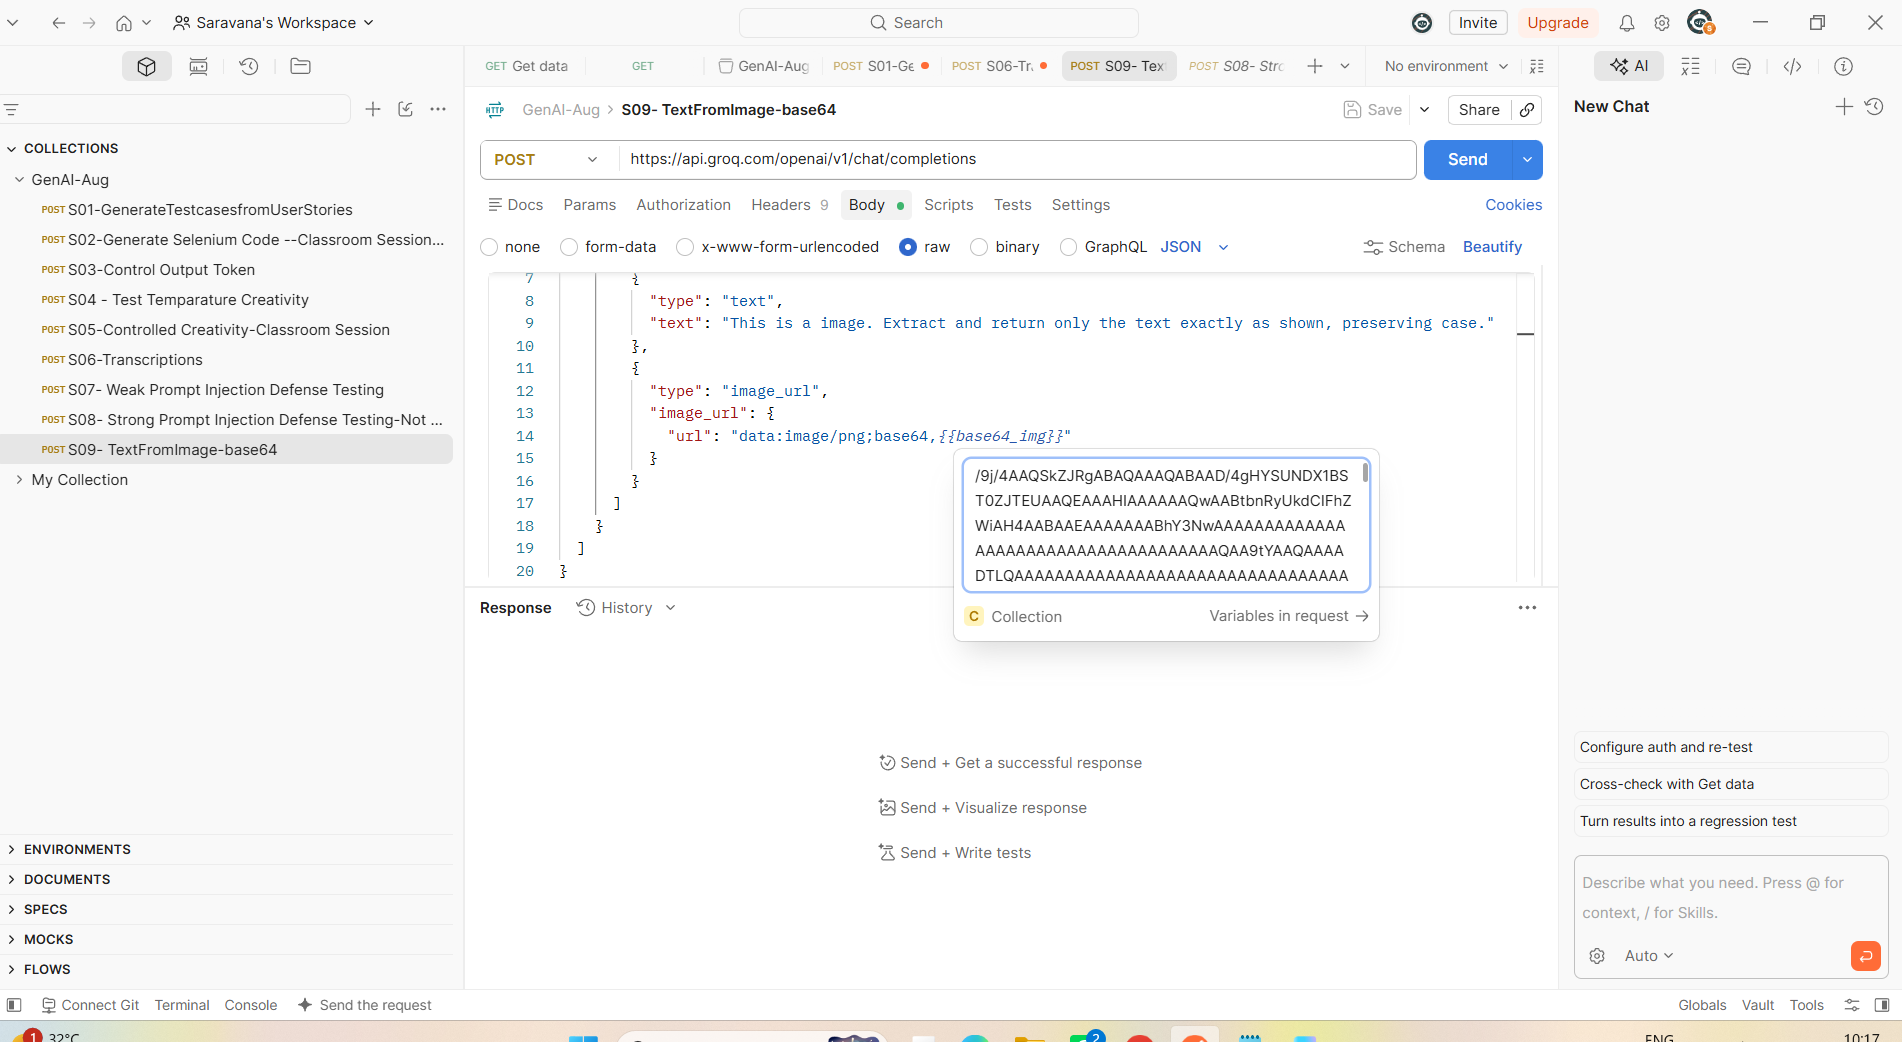 Saravana's Workspace
Search
Invite
Upgrade
GET Get data
GET
GenAI-Aug
POST S01-Ge
POST S06-Tr
POST S09- Tex
POST S08- Stro
No environment
AI
GenAI-Aug > S09- TextFromImage-base64
Save
Share
New Chat
COLLECTIONS
GenAI-Aug
POST S01-GenerateTestcasesfromUserStories
POST S02-Generate Selenium Code --Classroom Session...
POST S03-Control Output Token
POST S04 - Test Temparature Creativity
POST S05-Controlled Creativity-Classroom Session
POST S06-Transcriptions
POST S07- Weak Prompt Injection Defense Testing
POST S08- Strong Prompt Injection Defense Testing-Not ...
POST S09- TextFromImage-base64
My Collection
ENVIRONMENTS
DOCUMENTS
SPECS
MOCKS
FLOWS
POST
https://api.groq.com/openai/v1/chat/completions
Send
Docs Params Authorization Headers 9 Body Scripts Tests Settings
Cookies
none form-data x-www-form-urlencoded raw binary GraphQL JSON
Schema Beautify
7 {
8 "type": "text",
9 "text": "This is a image. Extract and return only the text exactly as shown, preserving case."
10 },
11 {
12 "type": "image_url",
13 "image_url": {
14 "url": "data:image/png;base64,{{base64_img}}"
15 }
16 }
17 ]
18 }
19 ]
20 }
/9j/4AAQSkZJRgABAQAAAQABAAD/4gHYSUNDX1BS
T0ZJTEUAAQEAAAHIAAAAAAQwAABtbnRyUkdCIFhZ
WiAH4AABAAEAAAAAAABhY3NwAAAAAAAAAAAAA
AAAAAAAAAAAAAAAAAAAAAAAAQAA9tYAAQAAAA
DTLQAAAAAAAAAAAAAAAAAAAAAAAAAAAAAAAAA
C Collection
Variables in request →
Response
History
Send + Get a successful response
Send + Visualize response
Send + Write tests
Configure auth and re-test
Cross-check with Get data
Turn results into a regression test
Describe what you need. Press @ for
context, / for Skills.
Auto
Connect Git
Terminal
Console
Send the request
Globals
Vault
Tools
1
32°C
2
ENG
10:17